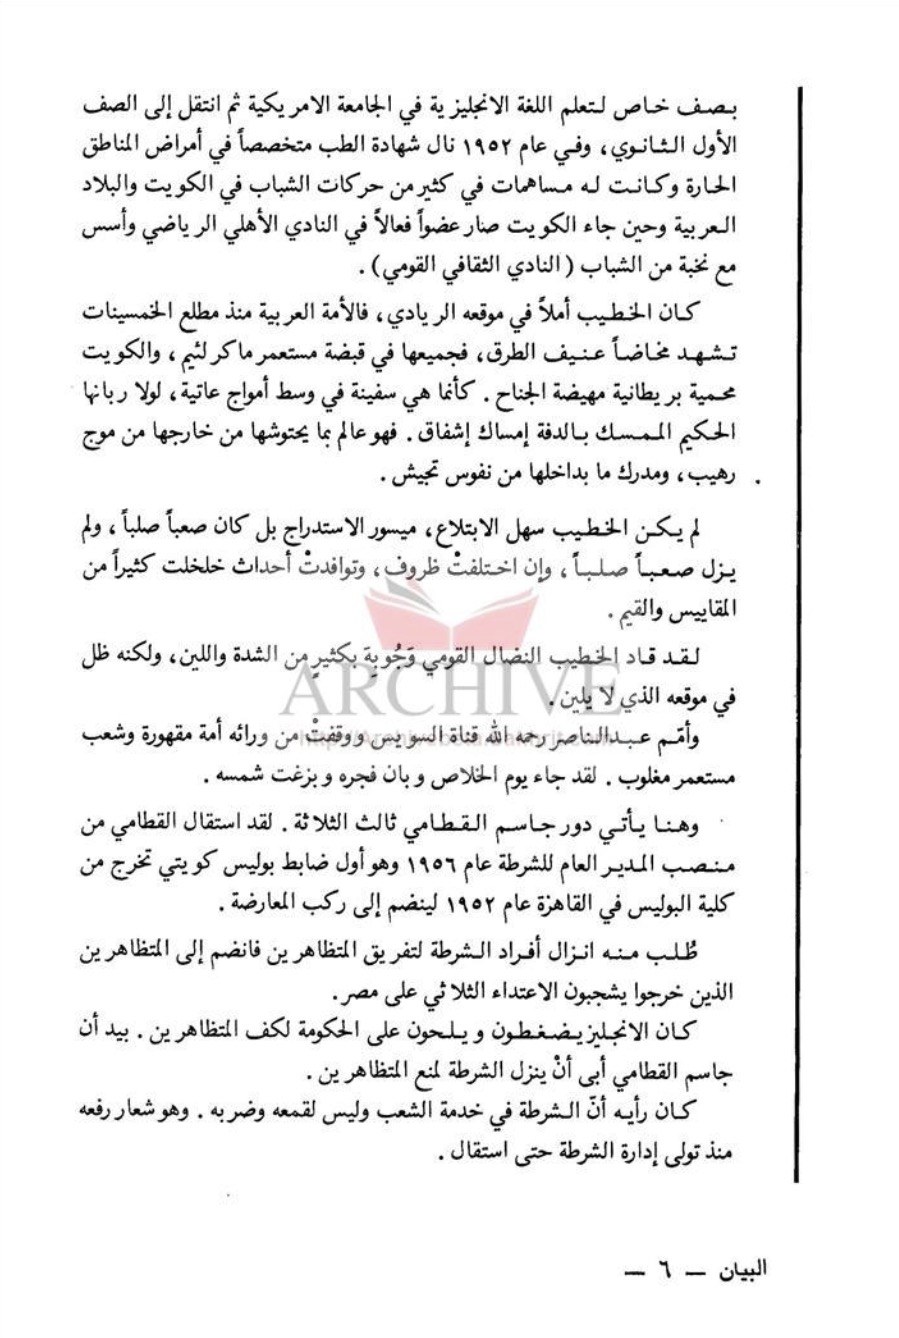 بصف خاص لتعلم اللغة الانجليزية في الجامعة الامريكية ثم انتقل إلى الصف
الأول الثانوي، وفي عام ١٩٥٢ نال شهادة الطب متخصصاً في أمراض المناطق
الحارة وكانت له مساهمات في كثير من حركات الشباب في الكويت والبلاد
العربية وحين جاء الكويت صار عضواً فعالاً في النادي الأهلي الرياضي وأسس
مع نخبة من الشباب (النادي الثقافي القومي).
كان الخطيب أملاً في موقعه الريادي، فالأمة العربية منذ مطلع الخمسينات
تشهد مخاضاً عنيف الطرق، فجميعها في قبضة مستعمر ماكر لئيم، والكويت
محمية بريطانية مهيضة الجناح. كأنما هي سفينة في وسط أمواج عاتية، لولا ربانها
الحكيم الممسك بالدفة إمساك إشفاق. فهو عالم بما يحتوشها من خارجها من موج
رهيب، ومدرك ما بداخلها من نفوس تجيش.
لم يكن الخطيب سهل الابتلاع، ميسور الاستدراج بل كان صعباً صلباً، ولم
يزل صعباً صلباً، وإن اختلفتْ ظروف، وتوافدتْ أحداث خلخلت كثيراً من
المقاييس والقيم.
لقد قاد الخطيب النضال القومي وَجُوبِهَ بكثيرٍ من الشدة واللين، ولكنه ظل
في موقعه الذي لا يلين.
ARCHIVE
وأمّم عبدالناصر رحمه الله قناة السويس ووقفتْ من ورائه أمة مقهورة وشعب
مستعمر مغلوب. لقد جاء يوم الخلاص وبان فجره وبزغت شمسه.
وهنا يأتي دور جاسم القطامي ثالث الثلاثة. لقد استقال القطامي من
منصب المدير العام للشرطة عام ١٩٥٦ وهو أول ضابط بوليس كويتي تخرج من
كلية البوليس في القاهرة عام ١٩٥٢ لينضم إلى ركب المعارضة.
طُلب منه انزال أفراد الشرطة لتفريق المتظاهرين فانضم إلى المتظاهرين
الذين خرجوا يشجبون الاعتداء الثلاثي على مصر.
كان الانجليز يضغطون ويلحون على الحكومة لكف المتظاهرين. بيد أن
جاسم القطامي أبى أنْ ينزل الشرطة لمنع المتظاهرين.
كان رأيه أنّ الشرطة في خدمة الشعب وليس لقمعه وضربه. وهو شعار رفعه
منذ تولى إدارة الشرطة حتى استقال.
البيان — ٦ —